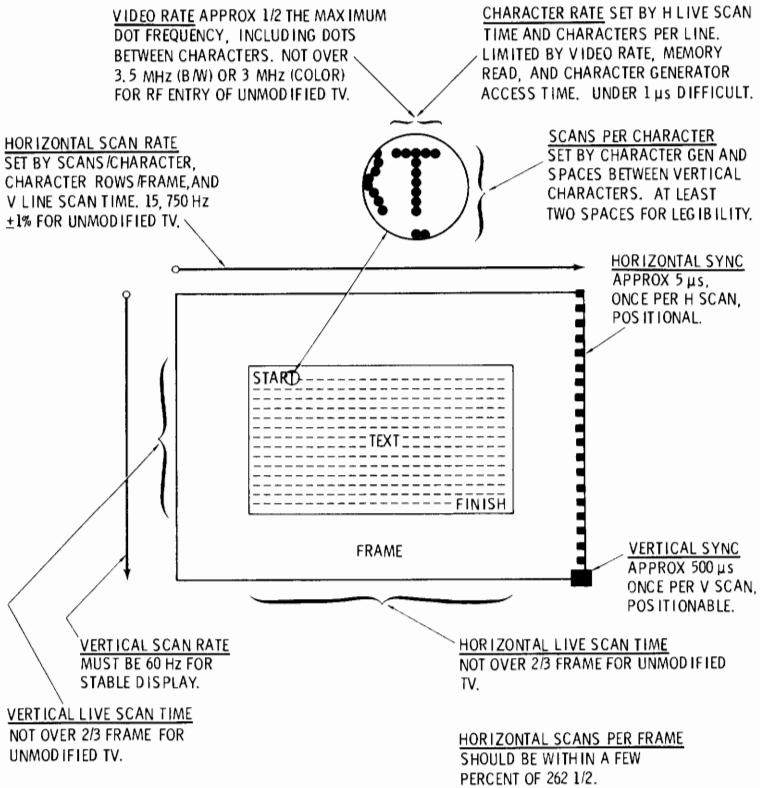 VIDEO RATE APPROX 1/2 THE MAXIMUM
DOT FREQUENCY, INCLUDING DOTS
BETWEEN CHARACTERS. NOT OVER
3.5 MHz (B/W) OR 3 MHz (COLOR)
FOR RF ENTRY OF UNMODIFIED TV.
CHARACTER RATE SET BY H LIVE SCAN
TIME AND CHARACTERS PER LINE.
LIMITED BY VIDEO RATE, MEMORY
READ, AND CHARACTER GENERATOR
ACCESS TIME. UNDER 1 µs DIFFICULT.
HORIZONTAL SCAN RATE
SET BY SCANS/CHARACTER,
CHARACTER ROWS/FRAME, AND
V LINE SCAN TIME. 15,750 Hz
±1% FOR UNMODIFIED TV.
SCANS PER CHARACTER
SET BY CHARACTER GEN AND
SPACES BETWEEN VERTICAL
CHARACTERS. AT LEAST
TWO SPACES FOR LEGIBILITY.
T
HORIZONTAL SYNC
APPROX 5 µs,
ONCE PER H SCAN,
POSITIONAL.
START
TEXT
FINISH
FRAME
VERTICAL SYNC
APPROX 500 µs
ONCE PER V SCAN,
POSITIONABLE.
VERTICAL SCAN RATE
MUST BE 60 Hz FOR
STABLE DISPLAY.
HORIZONTAL LIVE SCAN TIME
NOT OVER 2/3 FRAME FOR UNMODIFIED
TV.
VERTICAL LIVE SCAN TIME
NOT OVER 2/3 FRAME FOR
UNMODIFIED TV.
HORIZONTAL SCANS PER FRAME
SHOULD BE WITHIN A FEW
PERCENT OF 262 1/2.